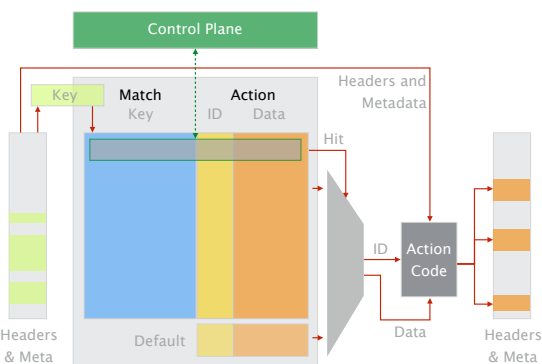 Control Plane
Headers and
Metadata
Key
Match
Action
Key
ID
Data
Hit
ID
Action
Code
Data
Default
Headers
& Meta
Headers
& Meta